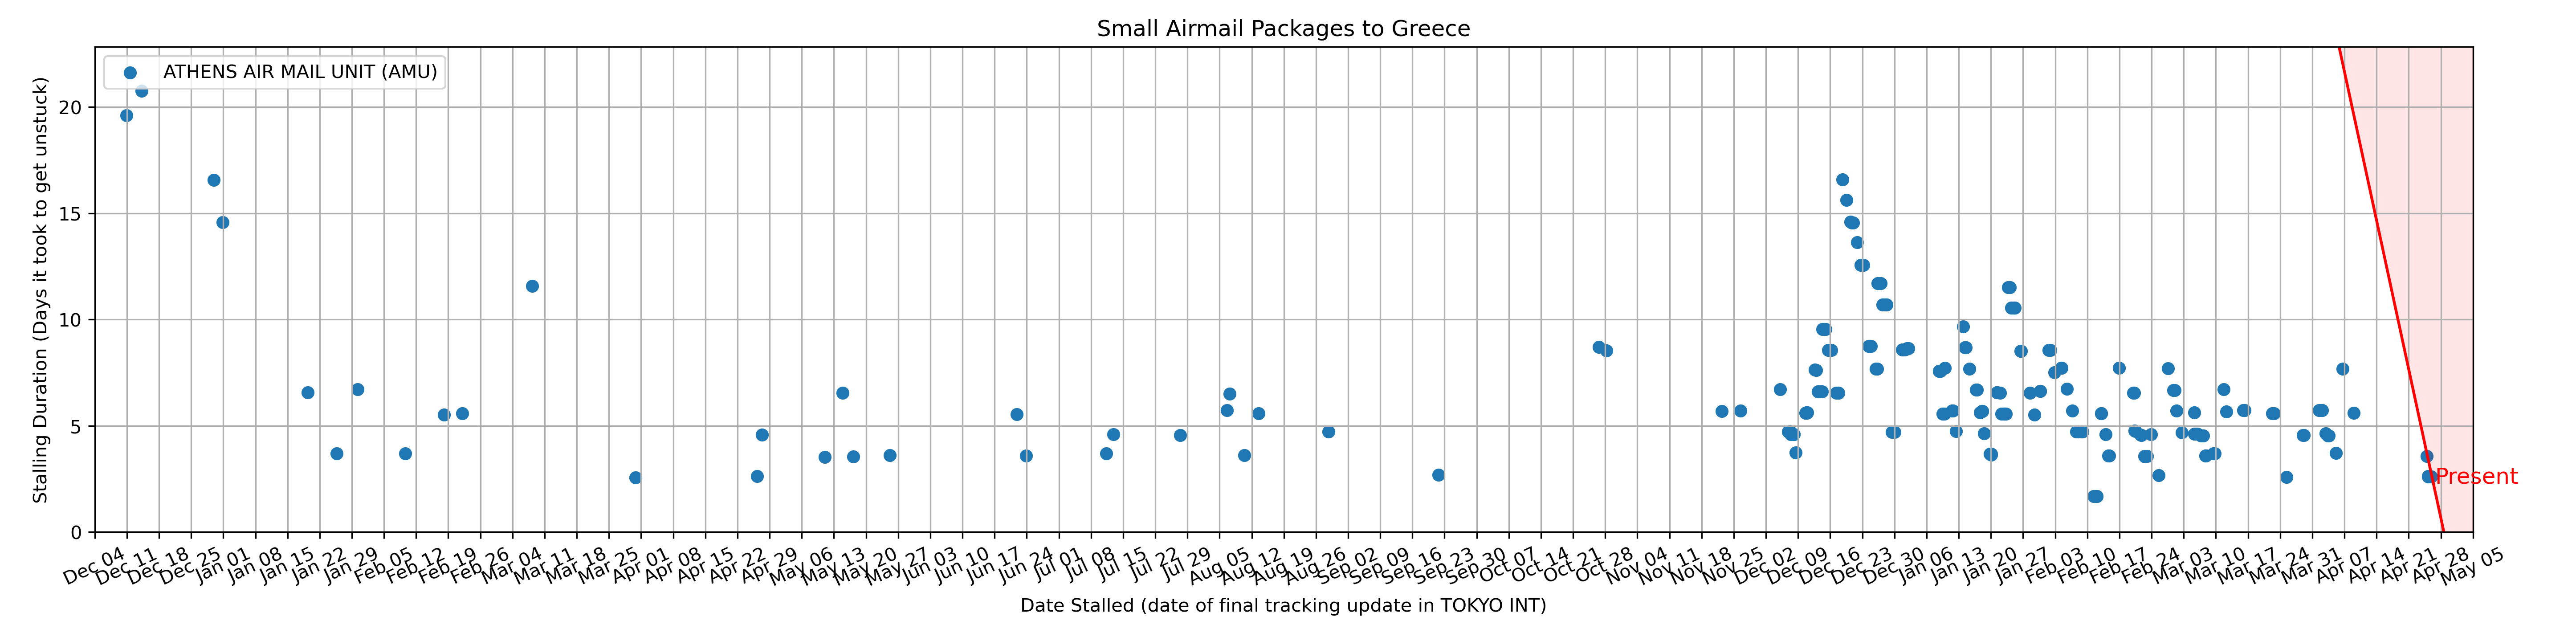 Small Airmail Packages to Greece
ATHENS AIR MAIL UNIT (AMU)
Stalling Duration (Days it took to get unstuck)
20
15
10
5
0
Present
Dec 04
Dec 11
Dec 18
Dec 25
Jan 01
Jan 08
Jan 15
Jan 22
Jan 29
Feb 05
Feb 12
Feb 19
Feb 26
Mar 04
Mar 11
Mar 18
Mar 25
Apr 01
Apr 08
Apr 15
Apr 22
Apr 29
May 06
May 13
May 20
May 27
Jun 03
Jun 10
Jun 17
Jun 24
Jul 01
Jul 08
Jul 15
Jul 22
Jul 29
Aug 05
Aug 12
Aug 19
Aug 26
Sep 02
Sep 09
Sep 16
Sep 23
Sep 30
Oct 07
Oct 14
Oct 21
Oct 28
Nov 04
Nov 11
Nov 18
Nov 25
Dec 02
Dec 09
Dec 16
Dec 23
Dec 30
Jan 06
Jan 13
Jan 20
Jan 27
Feb 03
Feb 10
Feb 17
Feb 24
Mar 03
Mar 10
Mar 17
Mar 24
Mar 31
Apr 07
Apr 14
Apr 21
Apr 28
May 05
Date Stalled (date of final tracking update in TOKYO INT)